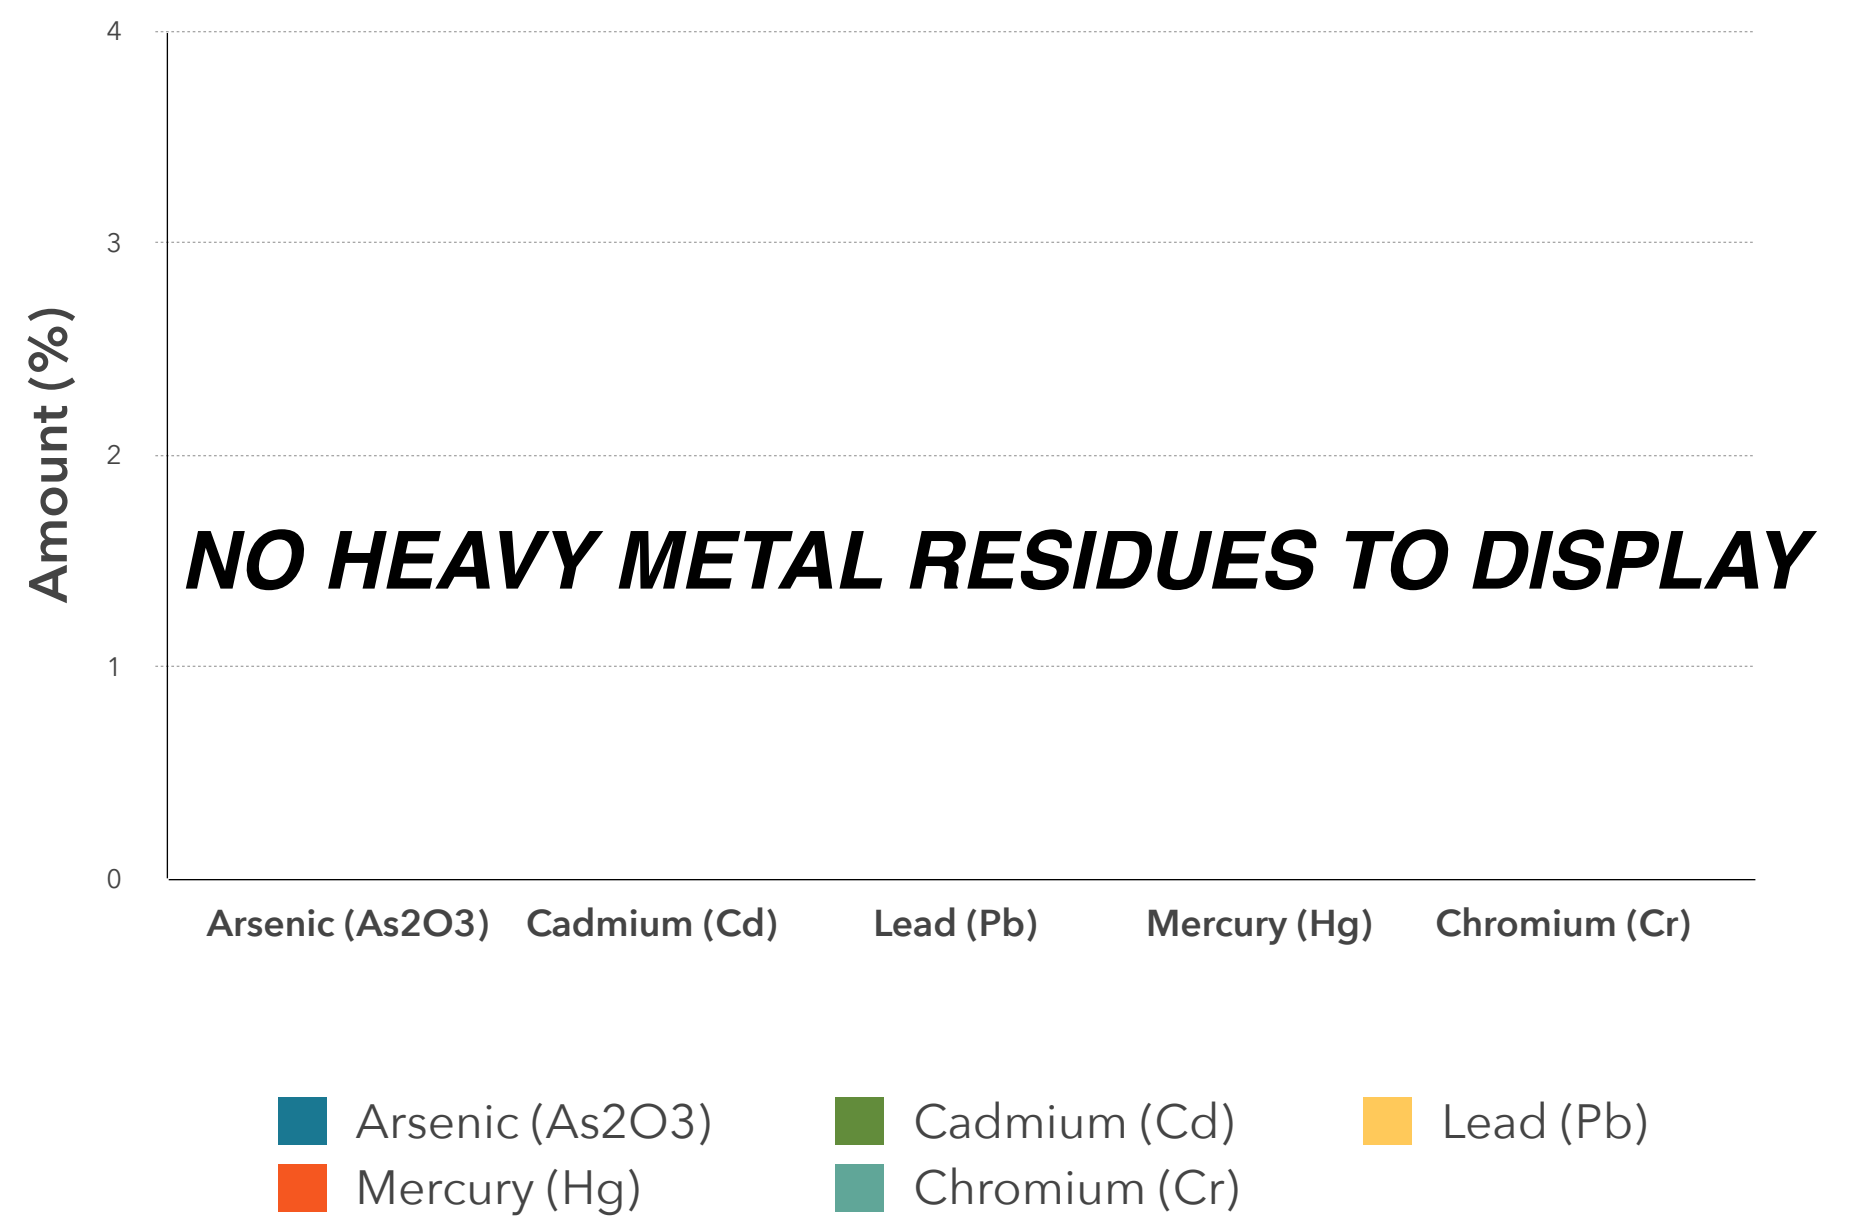 4
3
Amount (%)
2
NO HEAVY METAL RESIDUES TO DISPLAY
1
0
Arsenic (As2O3) Cadmium (Cd) Lead (Pb) Mercury (Hg) Chromium (Cr)
Arsenic (As2O3) Cadmium (Cd) Lead (Pb)
Mercury (Hg) Chromium (Cr)